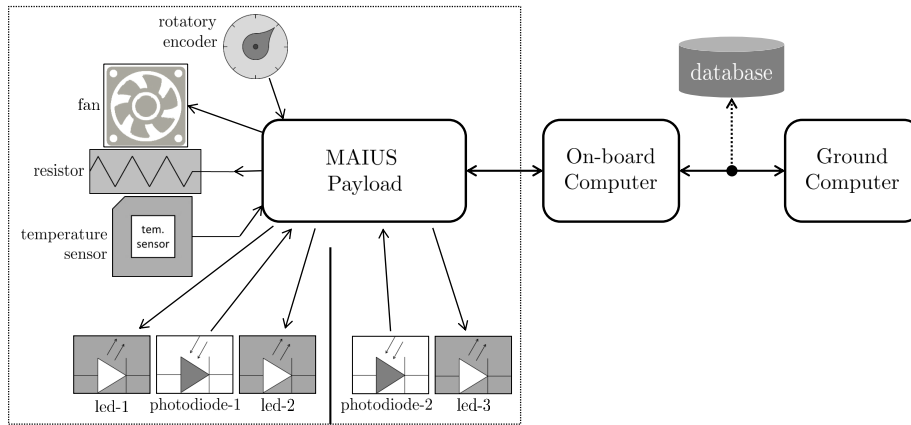 rotatory
encoder
fan
resistor
temperature
sensor
tem.
sensor
MAIUS
Payload
On-board
Computer
database
Ground
Computer
led-1
photodiode-1
led-2
photodiode-2
led-3